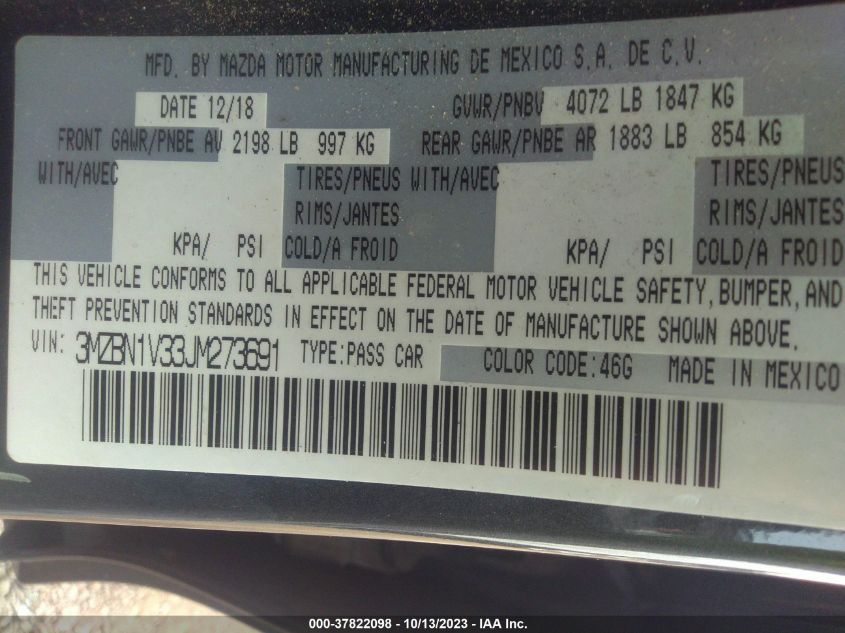 MFD. BY MAZDA MOTOR MANUFACTURING DE MEXICO S.A. DE C.V.
DATE 12/18 GVWR/PNBV 4072 LB 1847 KG
FRONT GAWR/PNBE AV 2198 LB 997 KG REAR GAWR/PNBE AR 1883 LB 854 KG
WITH/AVEC TIRES/PNEUS WITH/AVEC TIRES/PNEUS
RIMS/JANTES RIMS/JANTES
KPA/ PSI COLD/A FROID KPA/ PSI COLD/A FROID
THIS VEHICLE CONFORMS TO ALL APPLICABLE FEDERAL MOTOR VEHICLE SAFETY, BUMPER, AND
THEFT PREVENTION STANDARDS IN EFFECT ON THE DATE OF MANUFACTURE SHOWN ABOVE.
VIN: 3MZBN1V33JM273691 TYPE:PASS CAR COLOR CODE:46G MADE IN MEXICO
000-37822098 - 10/13/2023 - IAA Inc.